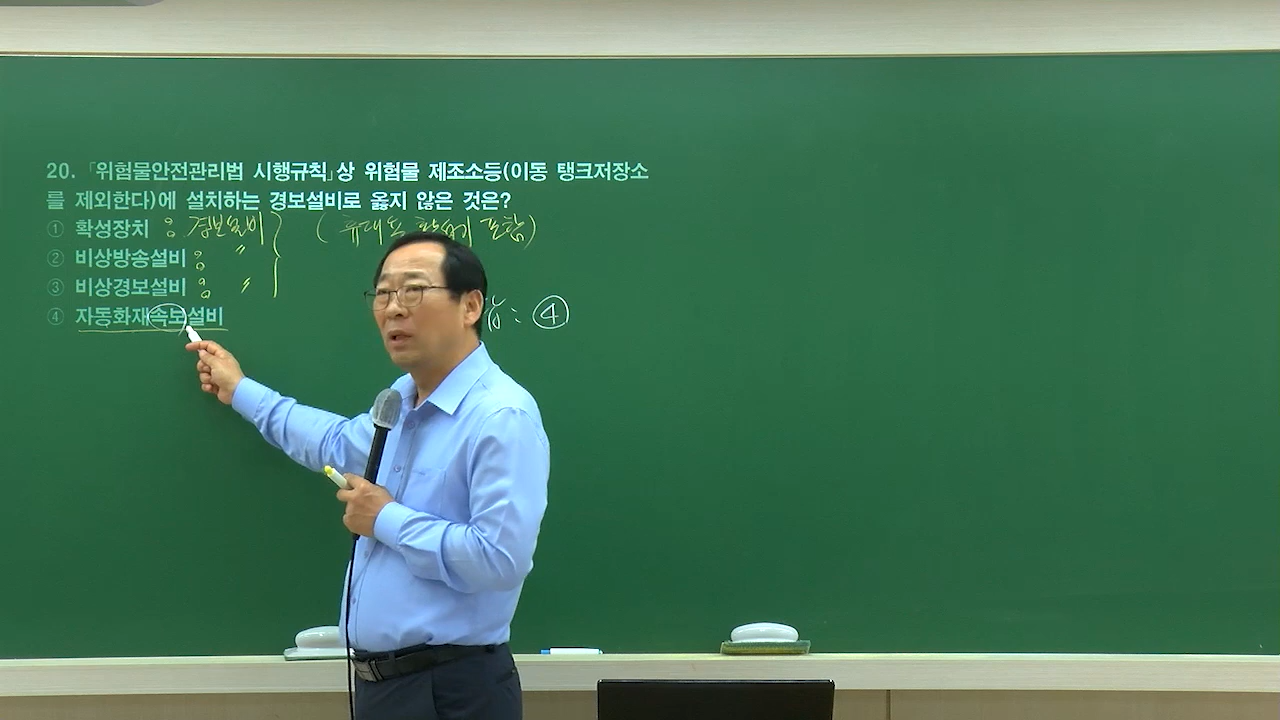 20. 「위험물안전관리법 시행규칙」상 위험물 제조소등(이동 탱크저장소
를 제외한다)에 설치하는 경보설비로 옳지 않은 것은?
① 확성장치 : 경보설비 (휴대용 확성기 포함)
② 비상방송설비 : 〃
③ 비상경보설비 : 〃
④ 자동화재속보설비
: ④